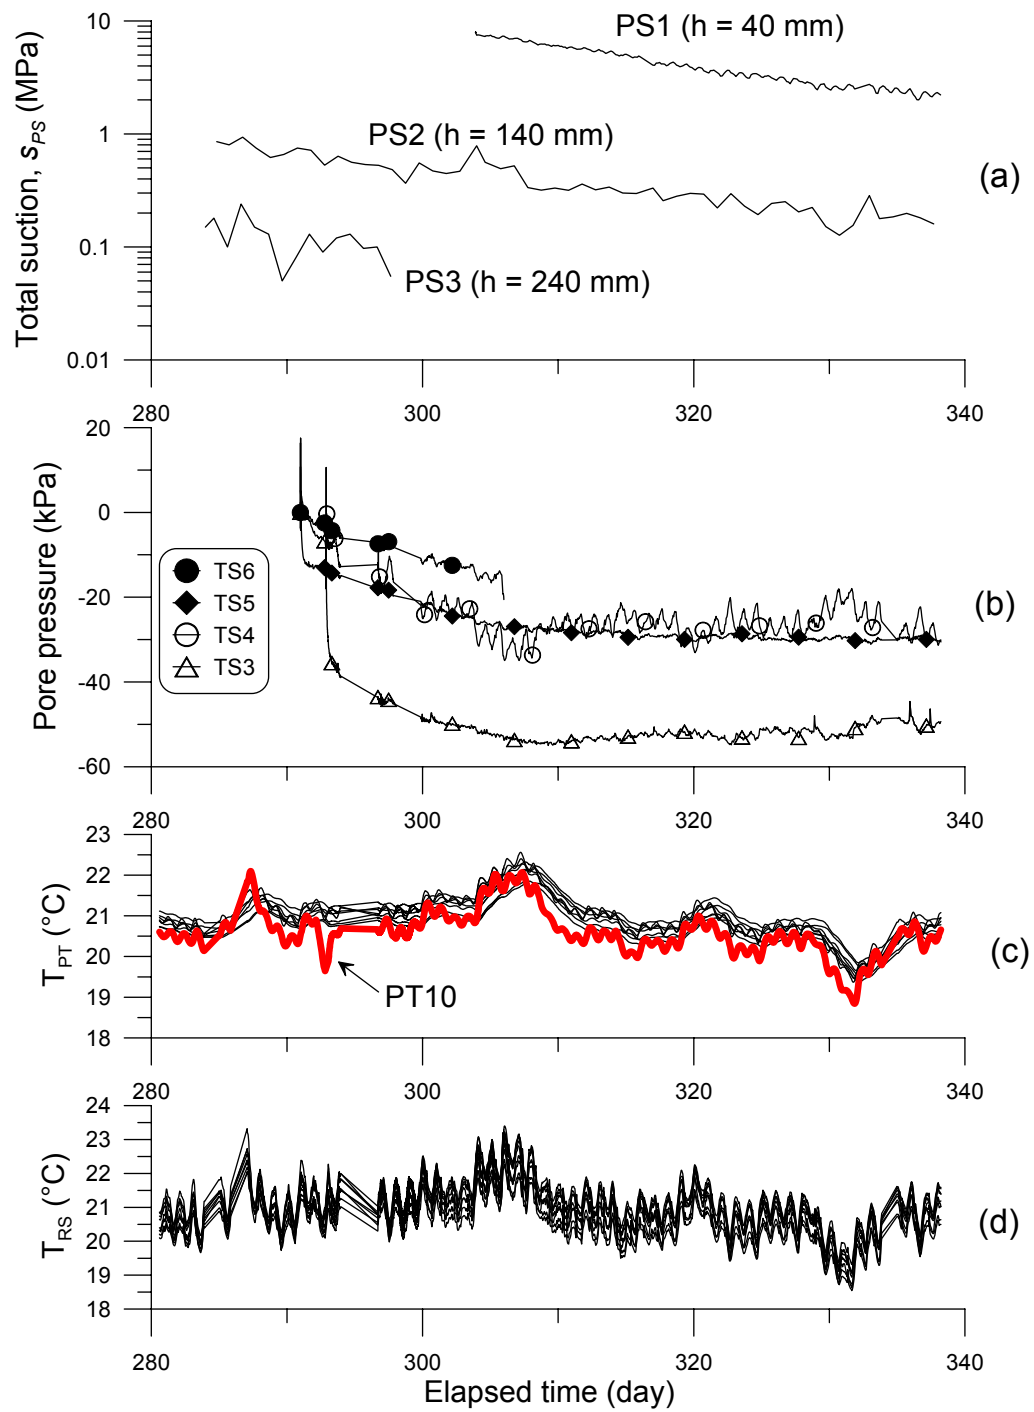 10
PS1 (h = 40 mm)
1
PS2 (h = 140 mm)
(a)
0.1
PS3 (h = 240 mm)
0.01
Total suction, sPS (MPa)
280 300 320 340
20
0
-20
-40
-60
Pore pressure (kPa)
TS6
TS5
TS4
TS3
(b)
280 300 320 340
23
22
21
20
19
18
TPT (°C)
PT10
(c)
280 300 320 340
24
23
22
21
20
19
18
TRS (°C)
(d)
280 300 320 340
Elapsed time (day)